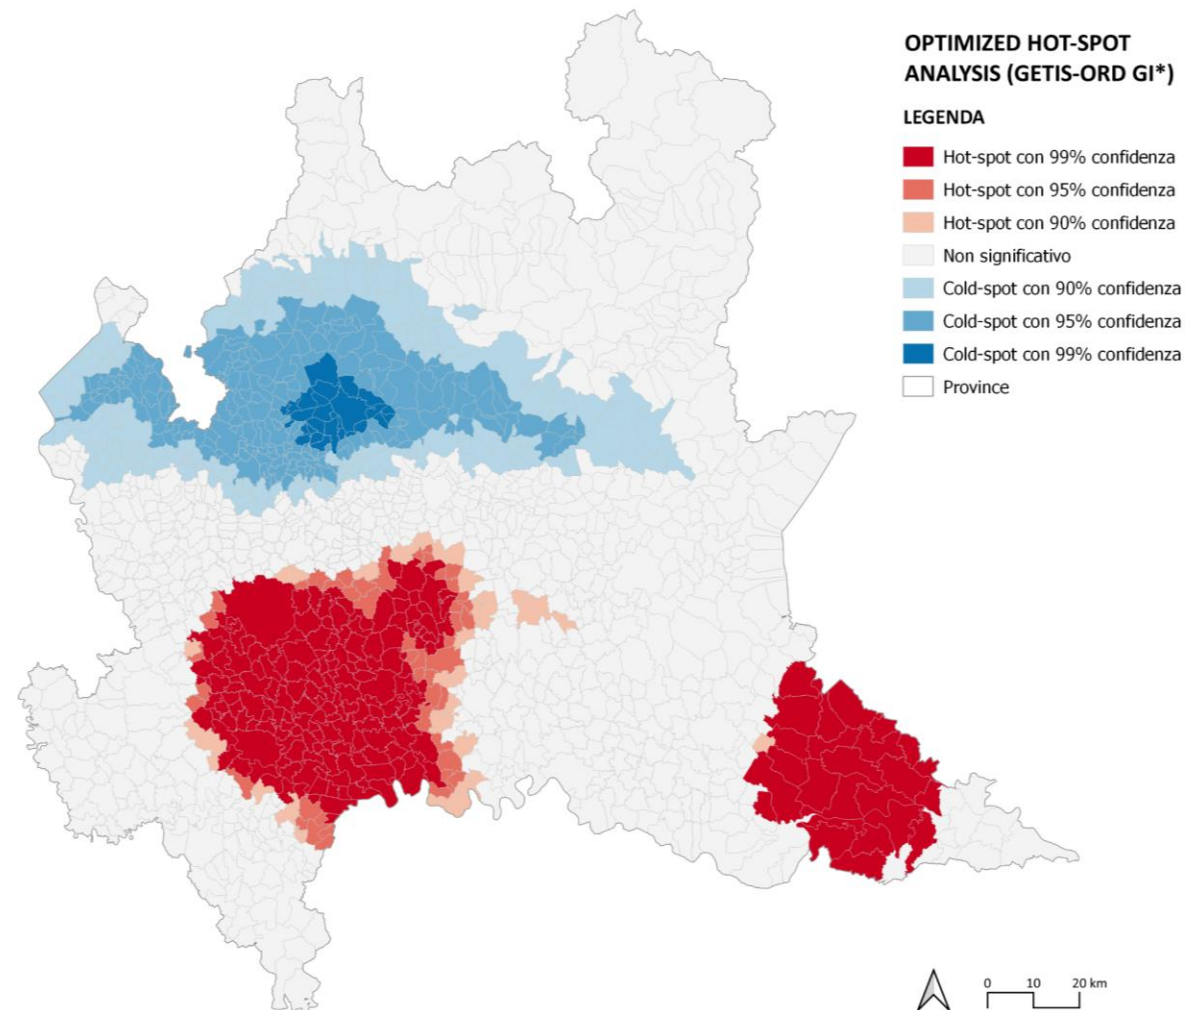 OPTIMIZED HOT-SPOT
ANALYSIS (GETIS-ORD GI*)
LEGENDA
Hot-spot con 99% confidenza
Hot-spot con 95% confidenza
Hot-spot con 90% confidenza
Non significativo
Cold-spot con 90% confidenza
Cold-spot con 95% confidenza
Cold-spot con 99% confidenza
Province
0 10 20 km